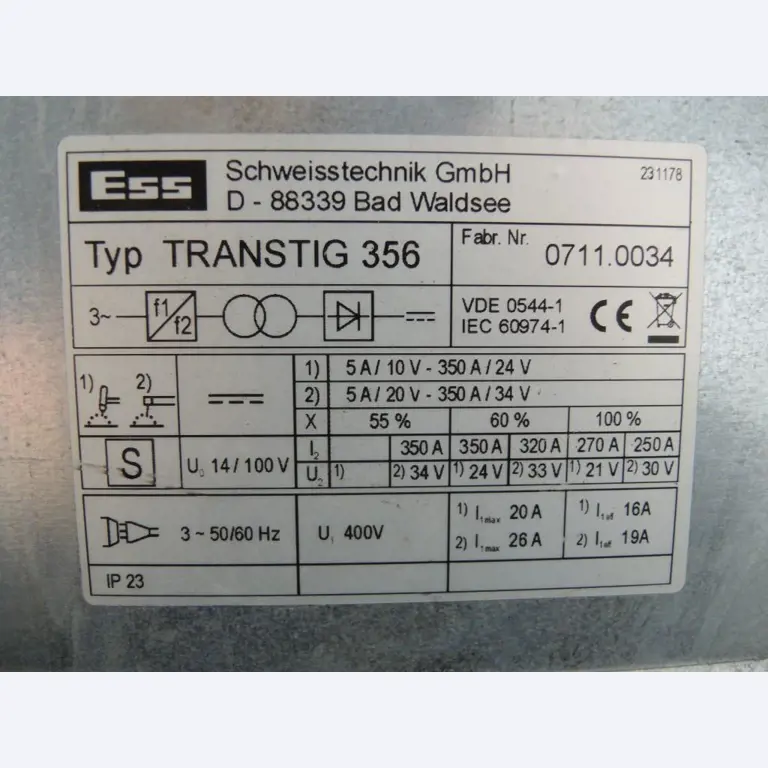 ESS Schweisstechnik GmbH 231178
D - 88339 Bad Waldsee
Typ TRANSTIG 356 Fabr. Nr. 0711.0034
3~ f1 f2 VDE 0544-1
IEC 60974-1 CE
1) 2) 1) 5 A / 10 V - 350 A / 24 V
2) 5 A / 20 V - 350 A / 34 V
X 55 % 60 % 100 %
S U0 14 / 100 V I2 350 A 350 A 320 A 270 A 250 A
U2 1) 2) 34 V 1) 24 V 2) 33 V 1) 21 V 2) 30 V
3 ~ 50/60 Hz U1 400V 1) I1max 20 A 1) I1eff 16A
2) I1max 26 A 2) I1eff 19A
IP 23